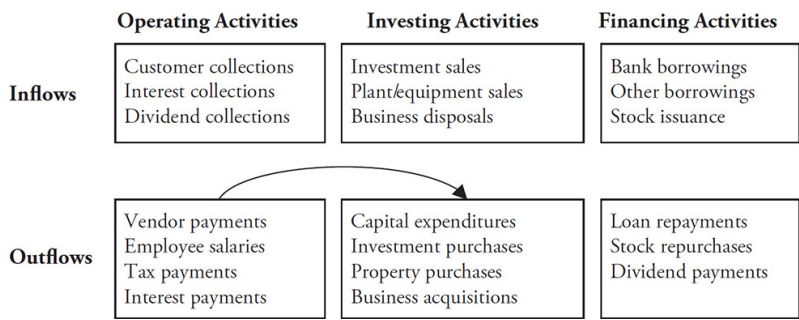 Operating Activities
Investing Activities
Financing Activities
Inflows
Customer collections
Interest collections
Dividend collections
Investment sales
Plant/equipment sales
Business disposals
Bank borrowings
Other borrowings
Stock issuance
Outflows
Vendor payments
Employee salaries
Tax payments
Interest payments
Capital expenditures
Investment purchases
Property purchases
Business acquisitions
Loan repayments
Stock repurchases
Dividend payments